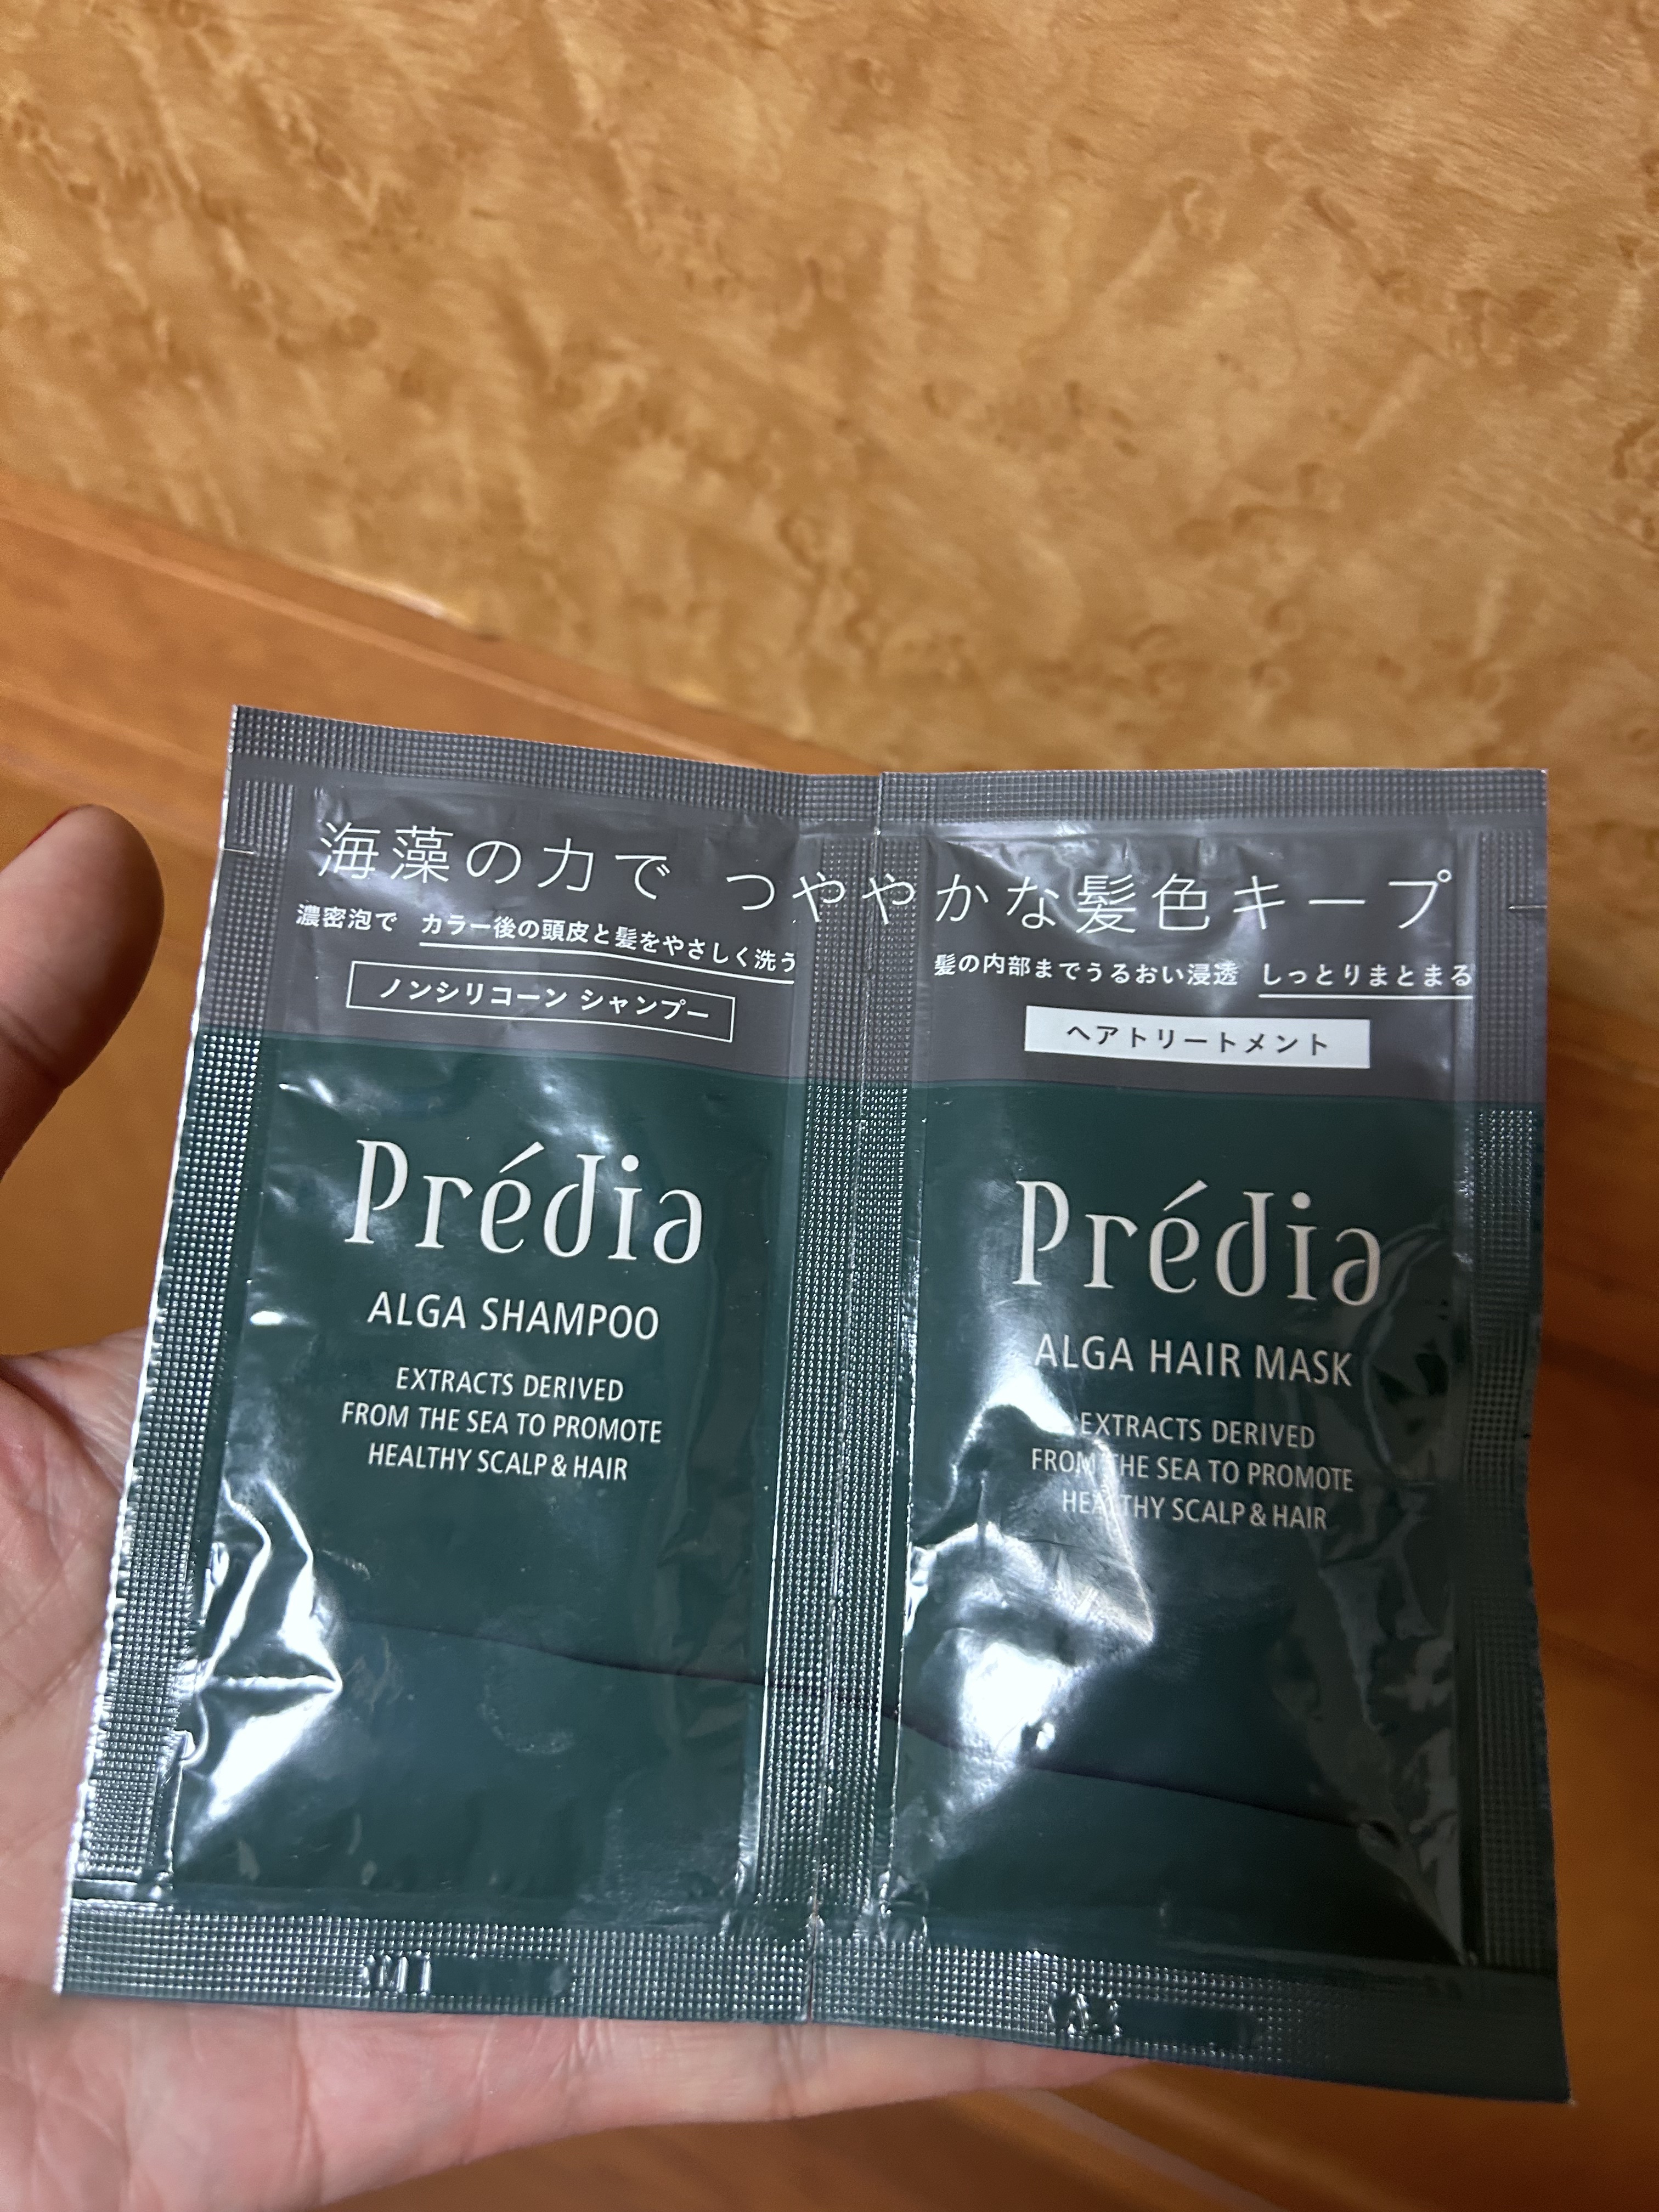 海藻の力で つややかな髪色キープ
濃密泡で カラー後の頭皮と髪をやさしく洗う
ノンシリコーン シャンプー
Prédia
ALGA SHAMPOO
EXTRACTS DERIVED
FROM THE SEA TO PROMOTE
HEALTHY SCALP & HAIR
髪の内部までうるおい浸透 しっとりまとまる
ヘアトリートメント
Prédia
ALGA HAIR MASK
EXTRACTS DERIVED
FROM THE SEA TO PROMOTE
HEALTHY SCALP & HAIR